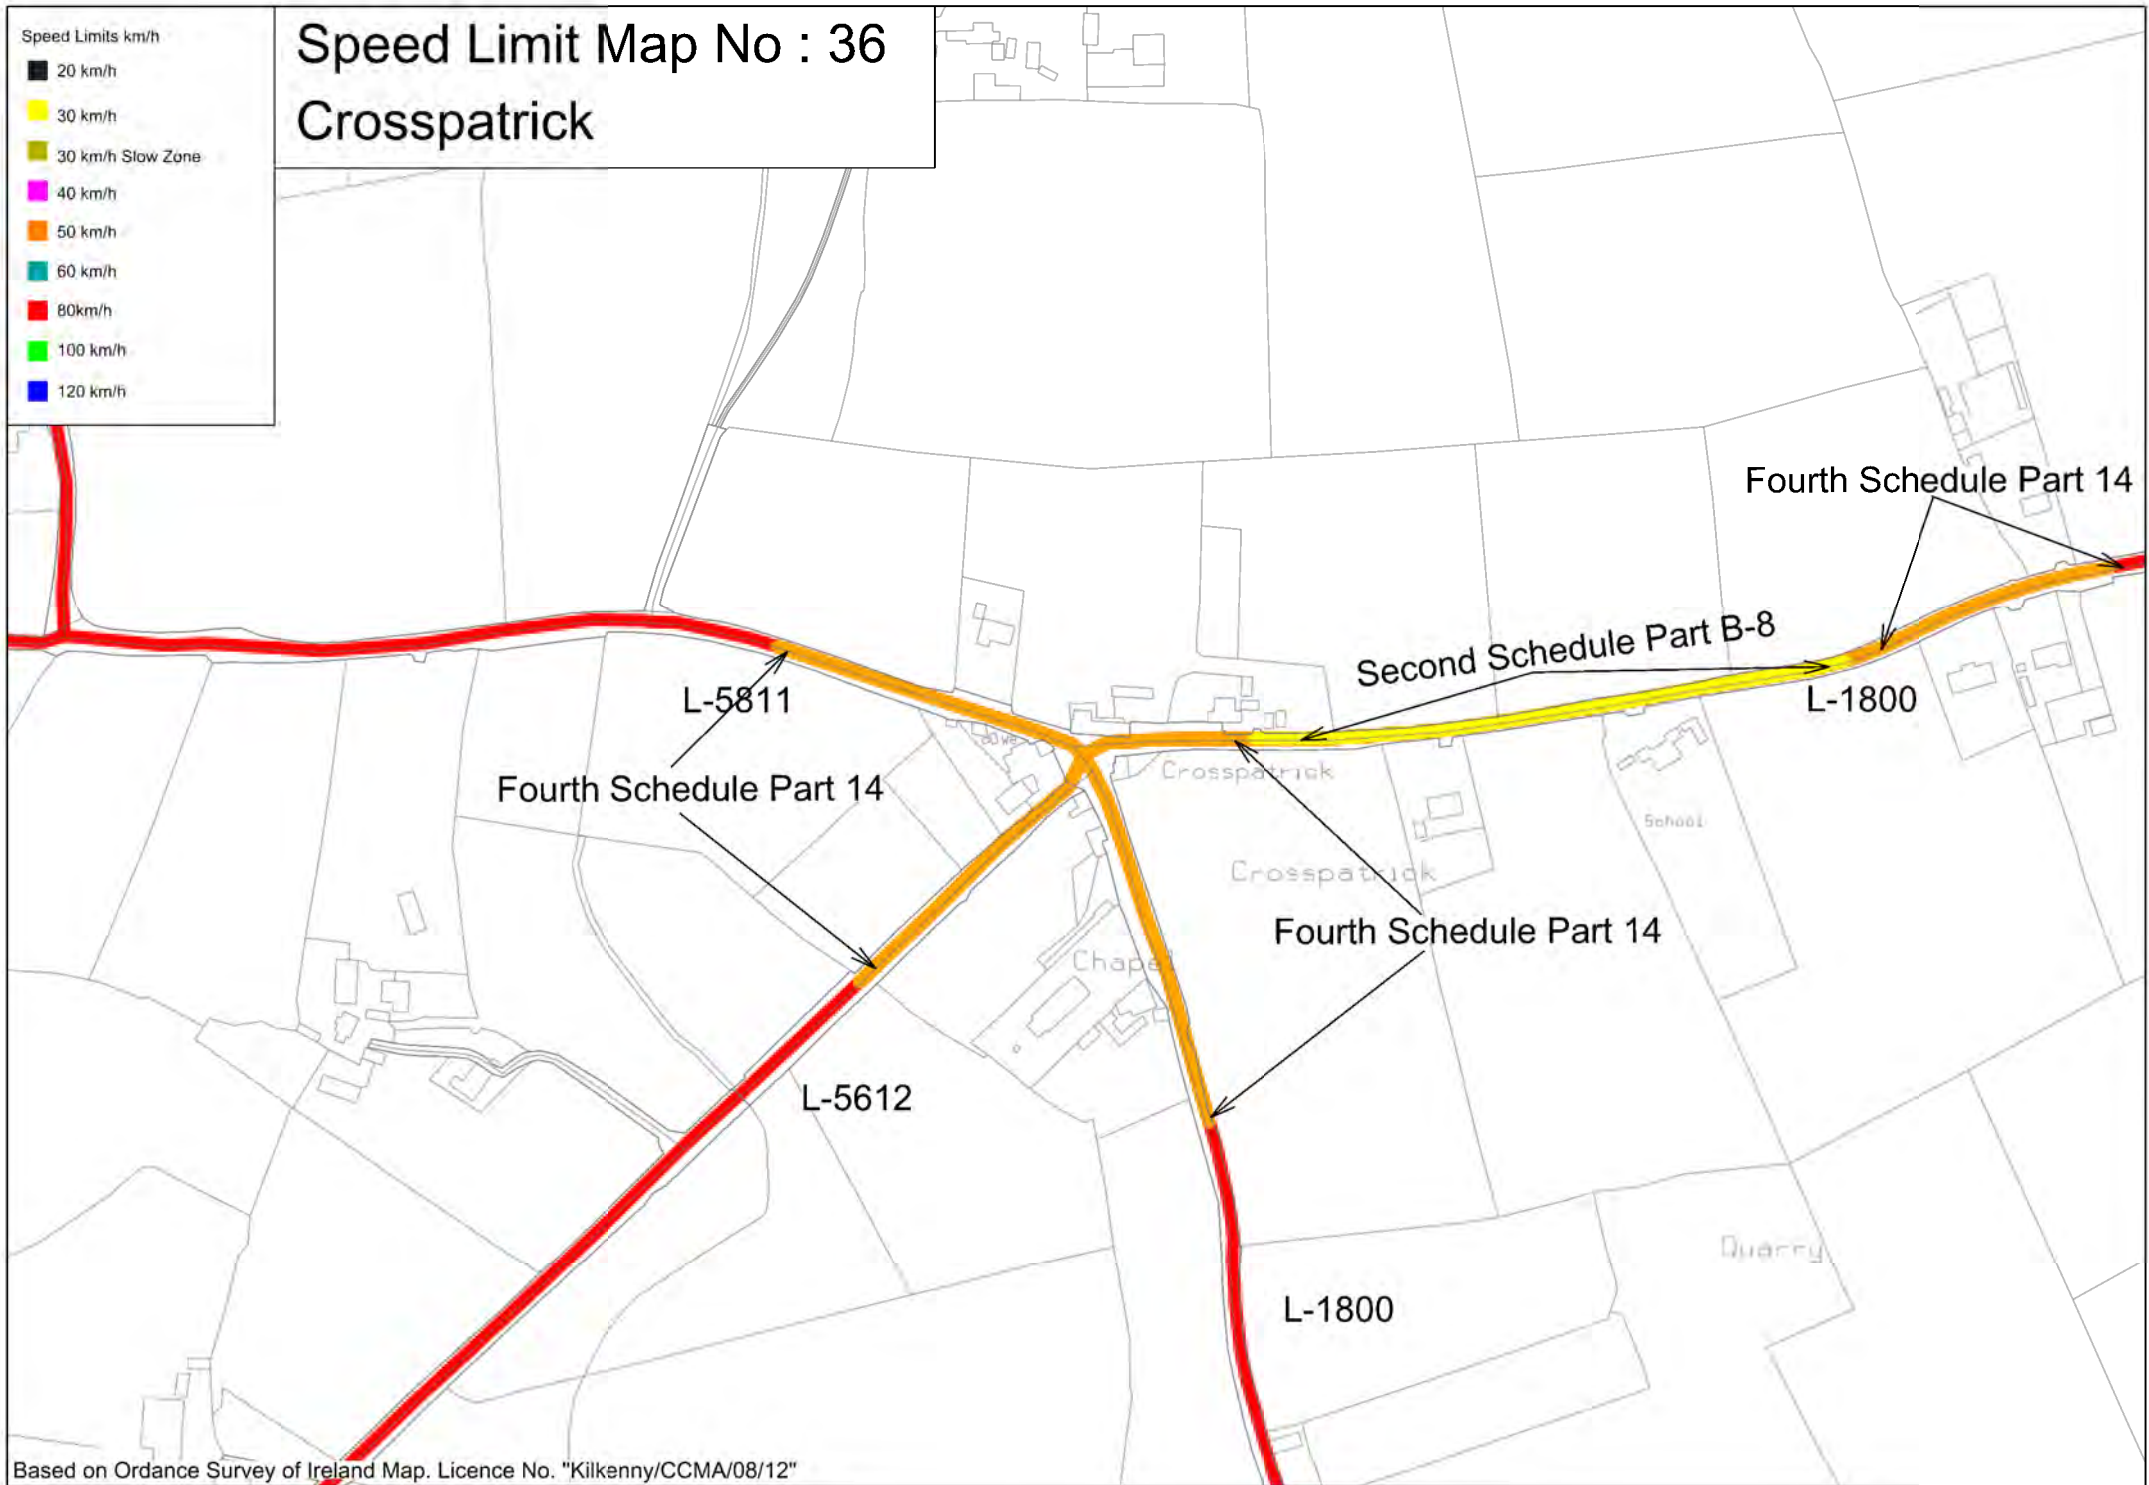 Speed Limits km/h
20 km/h
30 km/h
30 km/h Slow Zone
40 km/h
50 km/h
60 km/h
80km/h
100 km/h
120 km/h
Speed Limit Map No : 36
Crosspatrick
Fourth Schedule Part 14
Second Schedule Part B-8
L-1800
L-5811
Fourth Schedule Part 14
Crosspatrick
School
Crosspatrick
Fourth Schedule Part 14
Chapel
L-5612
Quarry
L-1800
Based on Ordance Survey of Ireland Map. Licence No. "Kilkenny/CCMA/08/12"